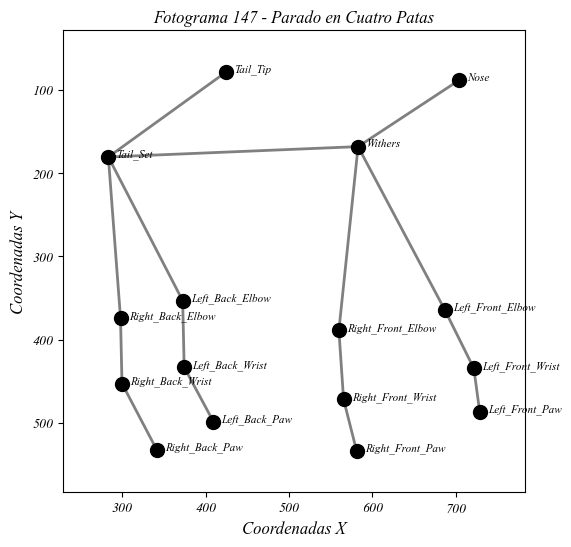 Fotograma 147 - Parado en Cuatro Patas
Tail_Tip
Nose
100
Withers
Tail_Set
200
Coordenadas Y
300
Left_Back_Elbow
Left_Front_Elbow
Right_Back_Elbow
Right_Front_Elbow
400
Left_Back_Wrist
Left_Front_Wrist
Right_Back_Wrist
Right_Front_Wrist
Left_Front_Paw
Left_Back_Paw
500
Right_Back_Paw
Right_Front_Paw
300 400 500 600 700
Coordenadas X